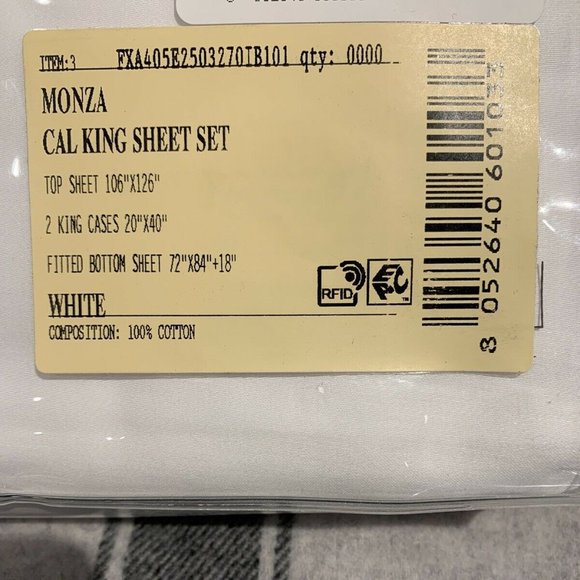 ITEM:3 FXA405E2503270IB101 qty: 0000
MONZA
CAL KING SHEET SET
TOP SHEET 106"X126"
2 KING CASES 20"X40"
FITTED BOTTOM SHEET 72"X84"+18"
WHITE
COMPOSITION: 100% COTTON
RFID
EPC™
8 052640 601033